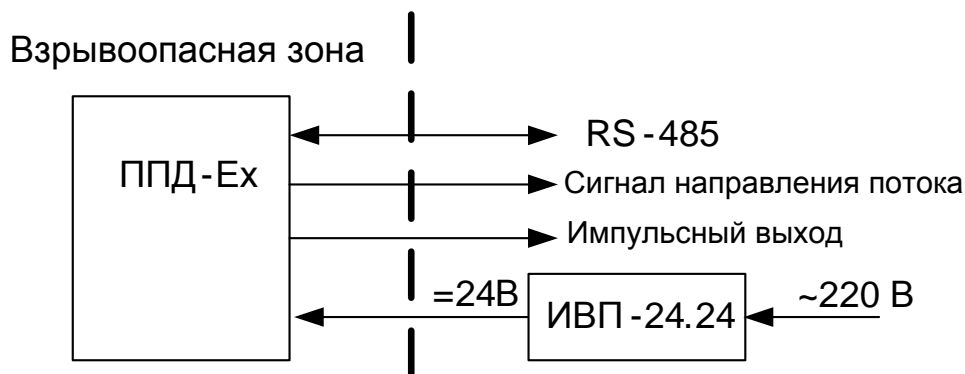 Взрывоопасная зона
ППД-Ex
RS-485
Сигнал направления потока
Импульсный выход
=24В
ИВП-24.24
~220 В